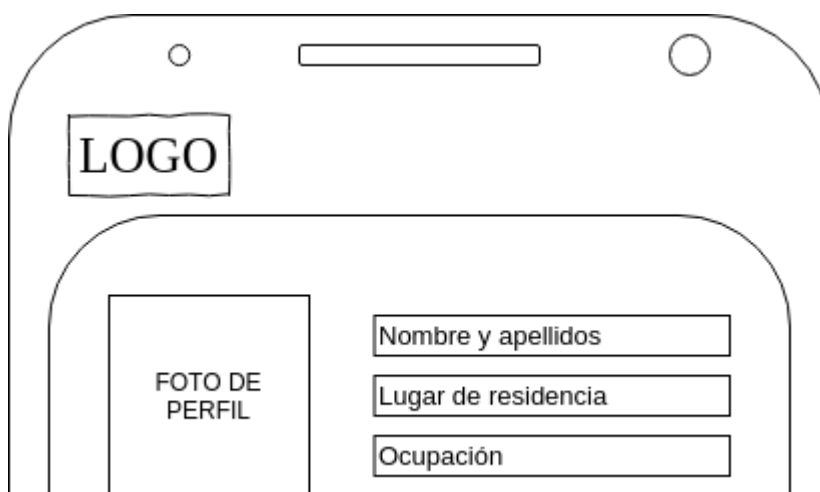 LOGO
FOTO DE
PERFIL
Nombre y apellidos
Lugar de residencia
Ocupación